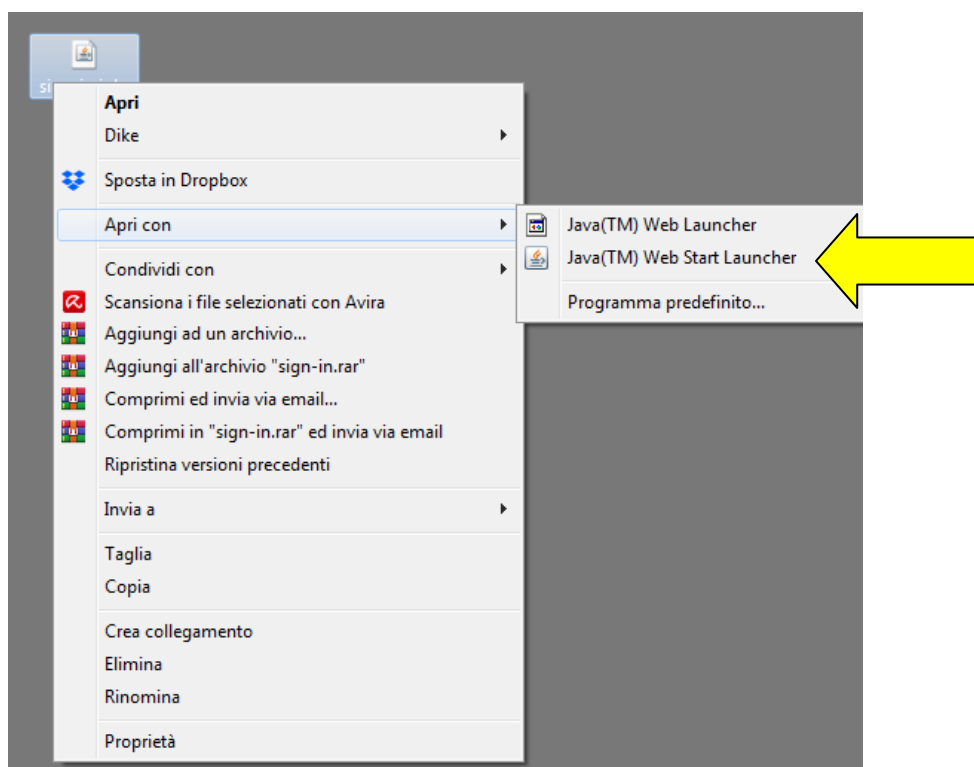 Apri
Dike
Sposta in Dropbox
Apri con
Java(TM) Web Launcher
Java(TM) Web Start Launcher
Programma predefinito...
Condividi con
Scansiona i file selezionati con Avira
Aggiungi ad un archivio...
Aggiungi all'archivio "sign-in.rar"
Comprimi ed invia via email...
Comprimi in "sign-in.rar" ed invia via email
Ripristina versioni precedenti
Invia a
Taglia
Copia
Crea collegamento
Elimina
Rinomina
Proprietà